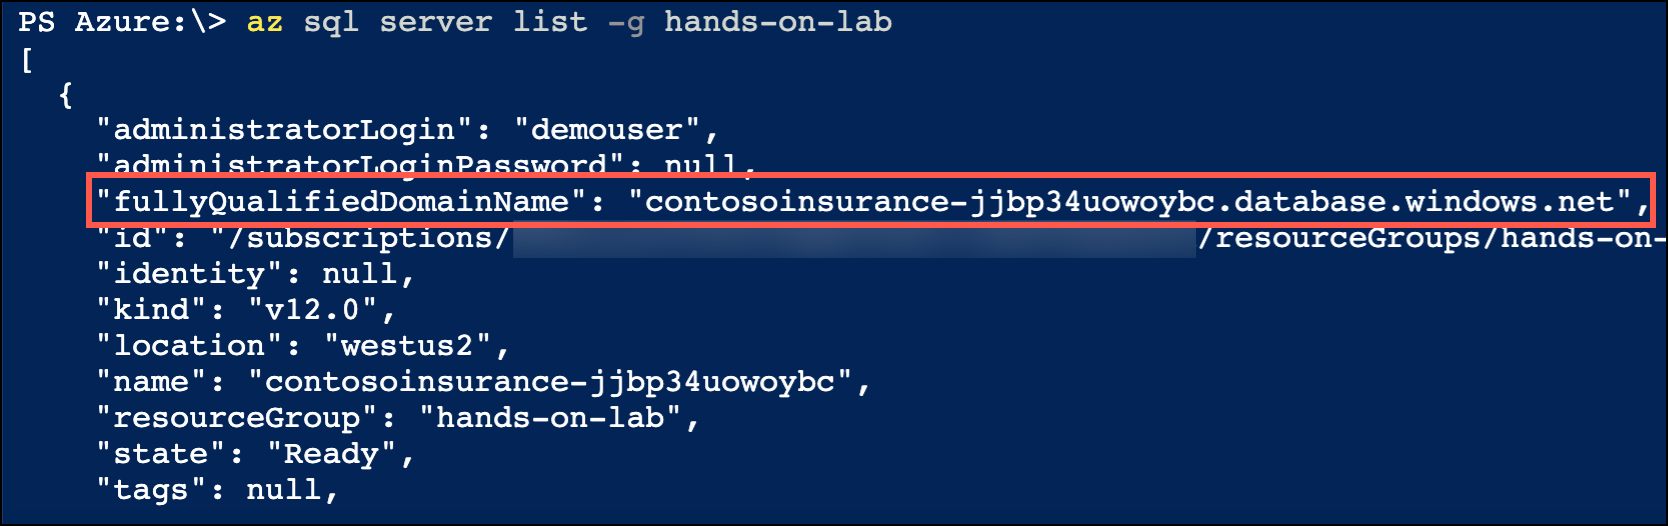 PS Azure:\> az sql server list -g hands-on-lab
[
  {
    "administratorLogin": "demouser",
    "administratorLoginPassword": null,
    "fullyQualifiedDomainName": "contosoinsurance-jjbp34uowoybc.database.windows.net",
    "id": "/subscriptions/ /resourceGroups/hands-on-
    "identity": null,
    "kind": "v12.0",
    "location": "westus2",
    "name": "contosoinsurance-jjbp34uowoybc",
    "resourceGroup": "hands-on-lab",
    "state": "Ready",
    "tags": null,